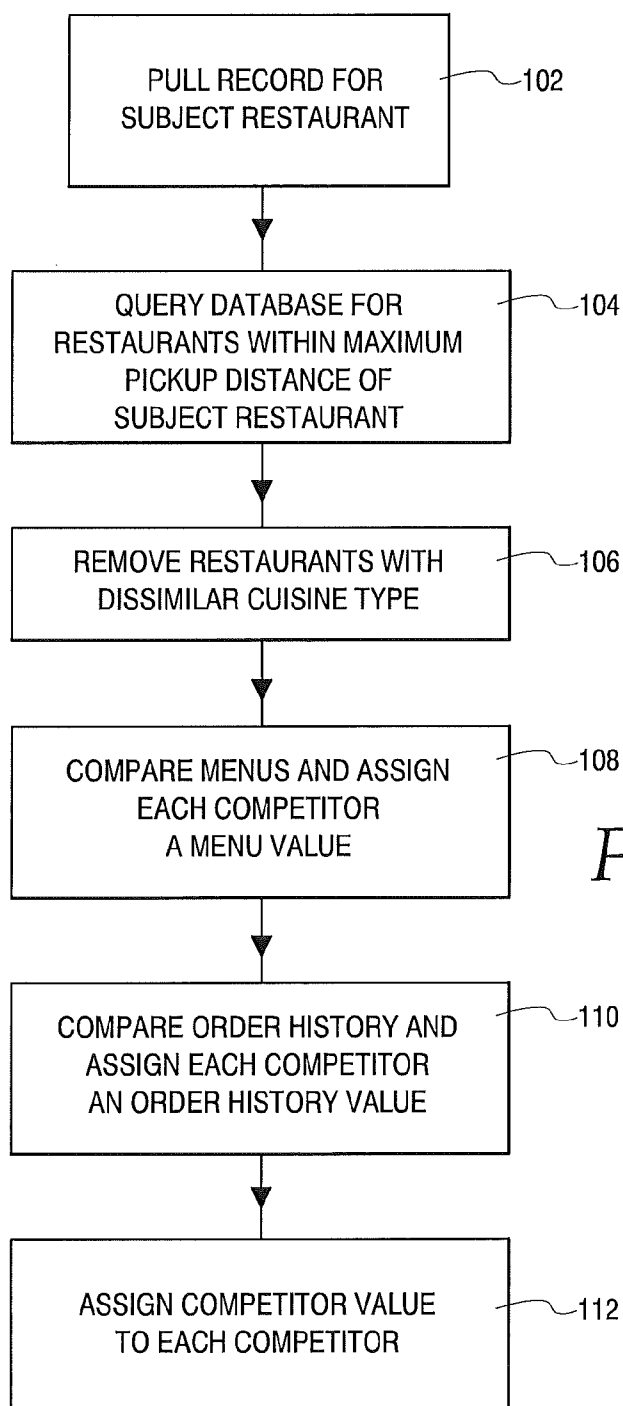 PULL RECORD FOR
SUBJECT RESTAURANT
102
QUERY DATABASE FOR
RESTAURANTS WITHIN MAXIMUM
PICKUP DISTANCE OF
SUBJECT RESTAURANT
104
REMOVE RESTAURANTS WITH
DISSIMILAR CUISINE TYPE
106
COMPARE MENUS AND ASSIGN
EACH COMPETITOR
A MENU VALUE
108
COMPARE ORDER HISTORY AND
ASSIGN EACH COMPETITOR
AN ORDER HISTORY VALUE
110
ASSIGN COMPETITOR VALUE
TO EACH COMPETITOR
112